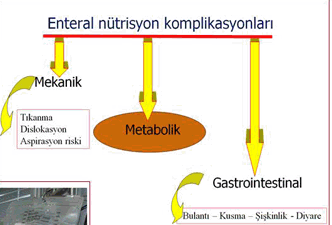 Enteral nütrisyon komplikasyonları
Mekanik
Tıkanma
Dislokasyon
Aspirasyon riski
Metabolik
Gastrointestinal
Bulantı – Kusma – Şişkinlik - Diyare